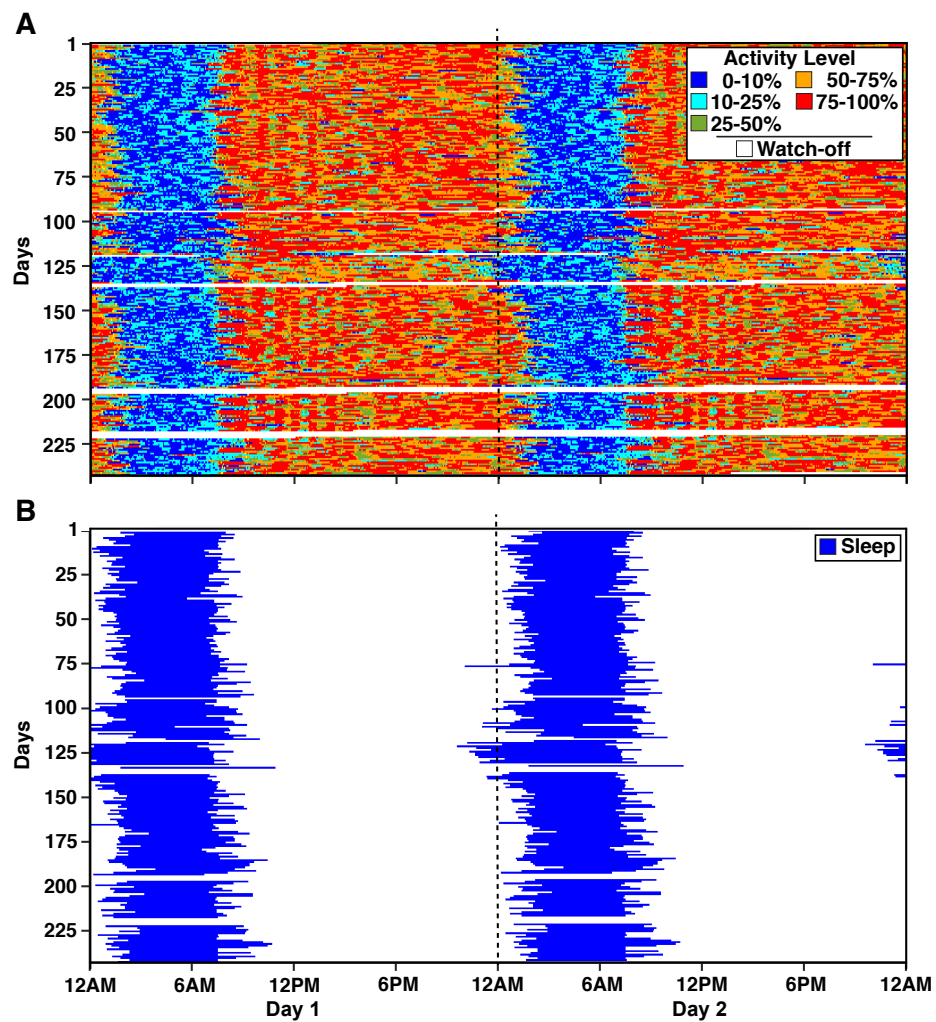 A
Activity Level
0-10% 50-75%
10-25% 75-100%
25-50%
Watch-off
Days
1
25
50
75
100
125
150
175
200
225
B
Sleep
Days
1
25
50
75
100
125
150
175
200
225
12AM 6AM 12PM 6PM 12AM 6AM 12PM 6PM 12AM
Day 1 Day 2